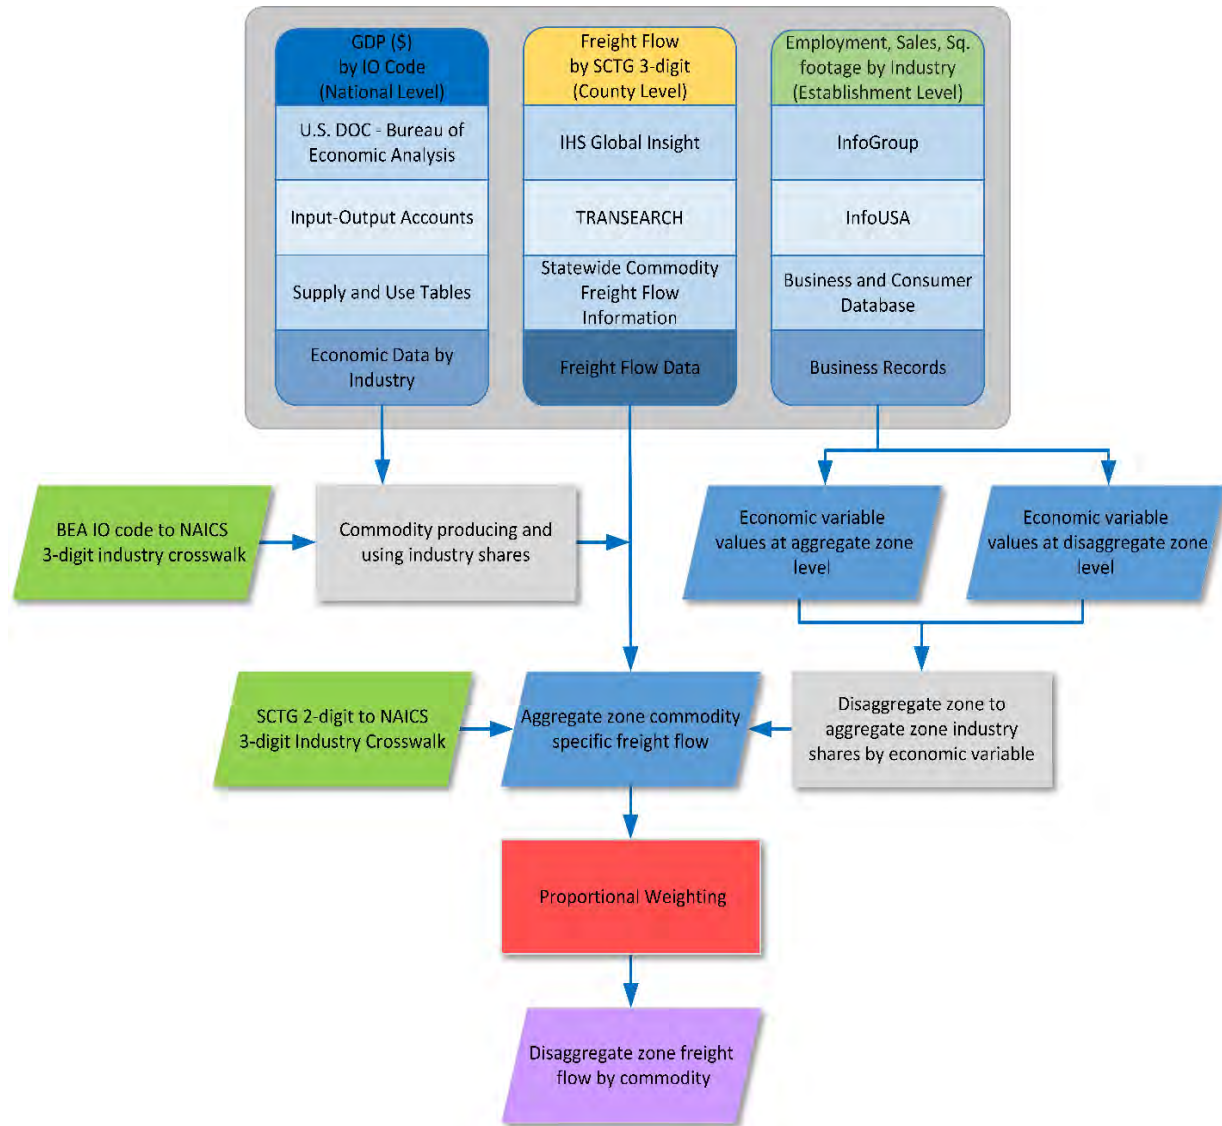 GDP ($)
by IO Code
(National Level)
U.S. DOC - Bureau of
Economic Analysis
Input-Output Accounts
Supply and Use Tables
Economic Data by
Industry
Freight Flow
by SCTG 3-digit
(County Level)
IHS Global Insight
TRANSEARCH
Statewide Commodity
Freight Flow
Information
Freight Flow Data
Employment, Sales, Sq.
footage by Industry
(Establishment Level)
InfoGroup
InfoUSA
Business and Consumer
Database
Business Records
BEA IO code to NAICS
3-digit industry crosswalk
Commodity producing and
using industry shares
Economic variable
values at aggregate zone
level
Economic variable
values at disaggregate zone
level
SCTG 2-digit to NAICS
3-digit Industry Crosswalk
Aggregate zone commodity
specific freight flow
Disaggregate zone to
aggregate zone industry
shares by economic variable
Proportional Weighting
Disaggregate zone freight
flow by commodity